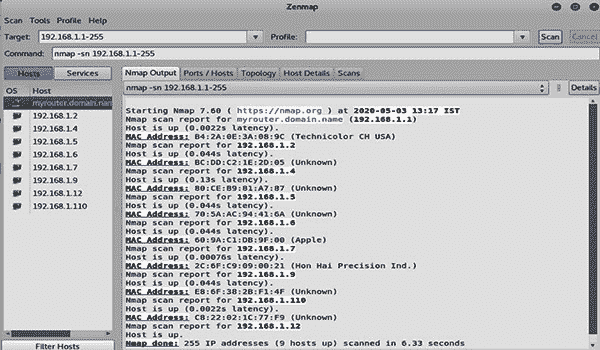 Zenmap
Scan Tools Profile Help
Target: 192.168.1.1-255 Profile: Scan Cancel
Command: nmap -sn 192.168.1.1-255
Hosts Services
OS Host
myrouter.domain.name
192.168.1.2
192.168.1.4
192.168.1.5
192.168.1.6
192.168.1.7
192.168.1.9
192.168.1.12
192.168.1.110
Filter Hosts
Nmap Output Ports / Hosts Topology Host Details Scans
nmap -sn 192.168.1.1-255 Details
Starting Nmap 7.60 ( https://nmap.org ) at 2020-05-03 13:17 IST
Nmap scan report for myrouter.domain.name (192.168.1.1)
Host is up (0.0022s latency).
MAC Address: B4:2A:0E:3A:08:9C (Technicolor CH USA)
Nmap scan report for 192.168.1.2
Host is up (0.044s latency).
MAC Address: BC:DD:C2:1E:2D:05 (Unknown)
Nmap scan report for 192.168.1.4
Host is up (0.13s latency).
MAC Address: 80:CE:B9:81:A7:87 (Unknown)
Nmap scan report for 192.168.1.5
Host is up (0.044s latency).
MAC Address: 70:5A:AC:94:41:6A (Unknown)
Nmap scan report for 192.168.1.6
Host is up (0.044s latency).
MAC Address: 60:9A:C1:DB:9F:00 (Apple)
Nmap scan report for 192.168.1.7
Host is up (0.00076s latency).
MAC Address: 2C:6F:C9:09:00:21 (Hon Hai Precision Ind.)
Nmap scan report for 192.168.1.9
Host is up (0.044s latency).
MAC Address: E8:6F:38:2B:F1:4F (Unknown)
Nmap scan report for 192.168.1.110
Host is up (0.0022s latency).
MAC Address: C8:22:02:1C:77:F9 (Unknown)
Nmap scan report for 192.168.1.12
Host is up.
Nmap done: 255 IP addresses (9 hosts up) scanned in 6.33 seconds